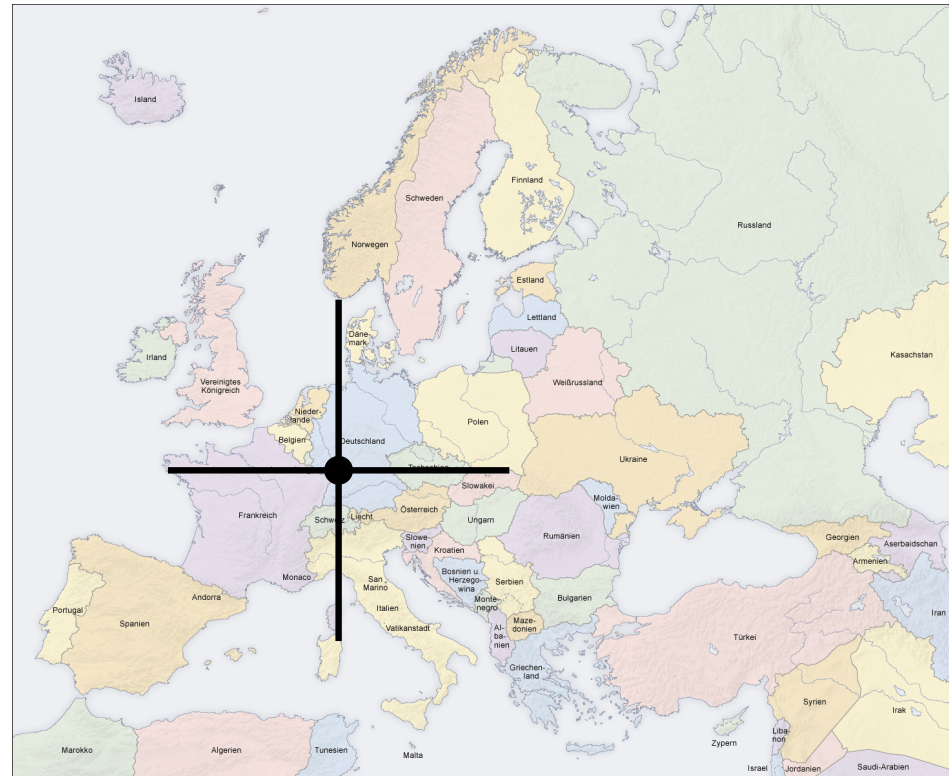 Island
Finnland
Schweden
Russland
Norwegen
Estland
Lettland
Däne-
mark
Litauen
Irland
Kasachstan
Vereinigtes
Königreich
Weißrussland
Nieder-
lande
Polen
Belgien
Deutschland
Ukraine
Tschechien
Slowakei
Molda-
wien
Frankreich
Schweiz
Liecht.
Österreich
Ungarn
Rumänien
Georgien
Aserbaidschan
Slowe-
nien
Kroatien
Armenien
Monaco
San
Marino
Bosnien u.
Herzego-
wina
Serbien
Andorra
Portugal
Spanien
Italien
Monte-
negro
Bulgarien
Iran
Vatikanstadt
Al-
ba-
nien
Maze-
donien
Türkei
Griechen-
land
Syrien
Irak
Marokko
Algerien
Tunesien
Malta
Zypern
Liba-
non
Israel
Jordanien
Saudi-Arabien